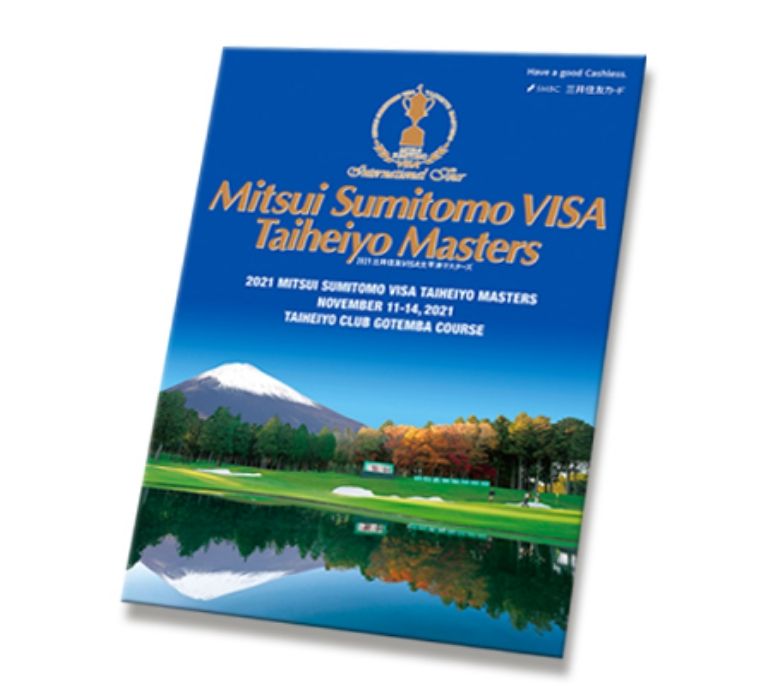 Have a good Cashless.
SMBC 三井住友カード
VISA
International Tour
Mitsui Sumitomo VISA
Taiheiyo Masters
2021 三井住友VISA太平洋マスターズ
2021 MITSUI SUMITOMO VISA TAIHEIYO MASTERS
NOVEMBER 11-14, 2021
TAIHEIYO CLUB GOTEMBA COURSE